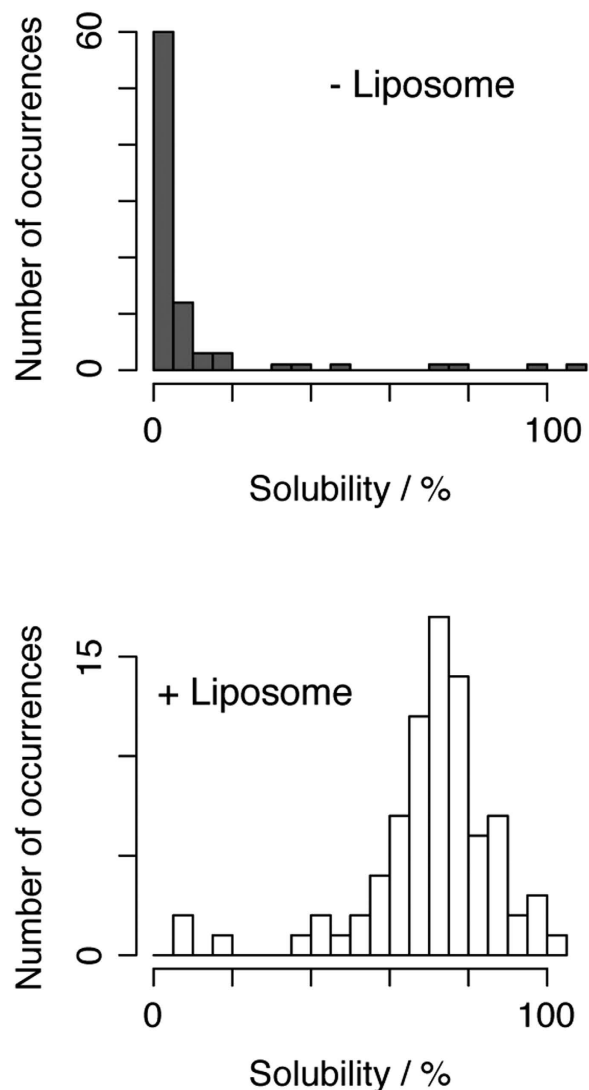 Number of occurrences
60
0
- Liposome
0
100
Solubility / %
Number of occurrences
15
0
+ Liposome
0
100
Solubility / %